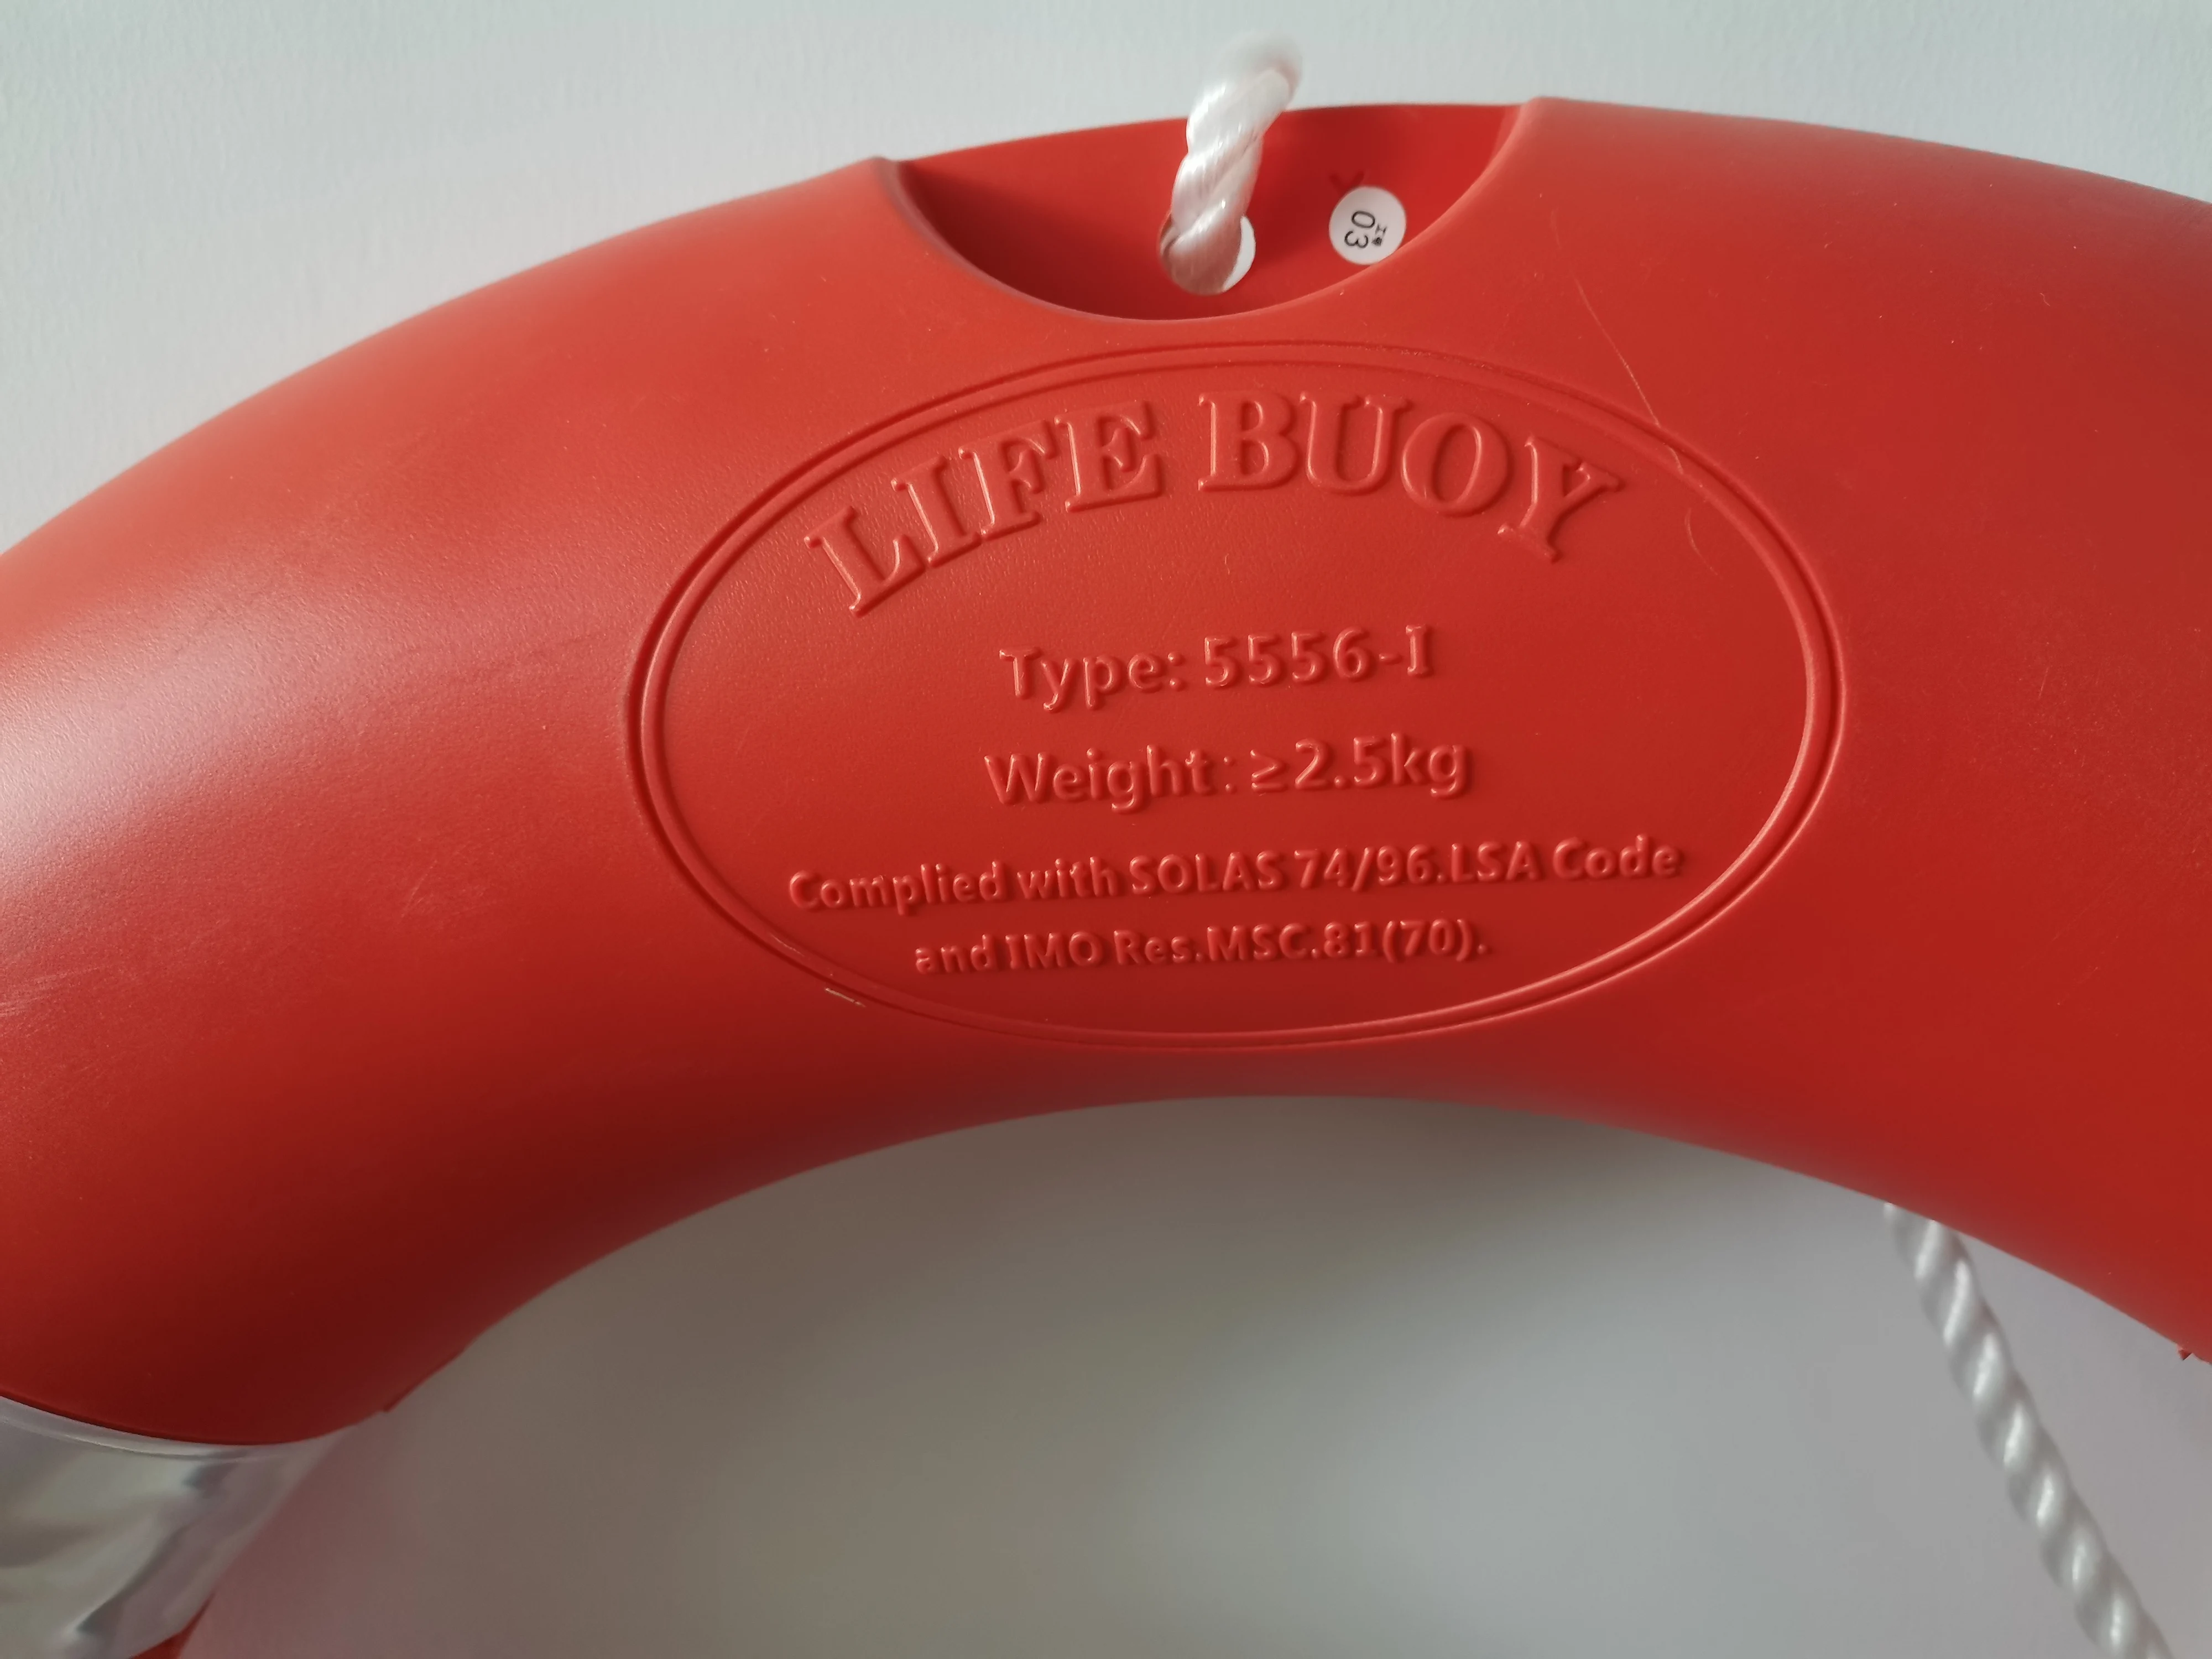 03
LIFE BUOY
Type: 5556-I
Weight: ≥2.5kg
Complied with SOLAS 74/96.LSA Code
and IMO Res.MSC.81(70).